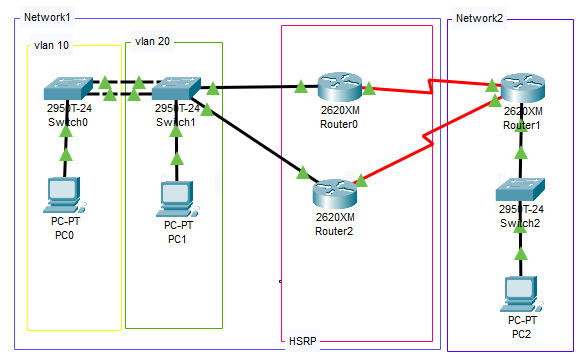 Network1
Network2
vlan 10
vlan 20
2950T-24
Switch0
2950T-24
Switch1
2620XM
Router0
2620XM
Router1
2620XM
Router2
PC-PT
PC0
PC-PT
PC1
2950T-24
Switch2
PC-PT
PC2
HSRP